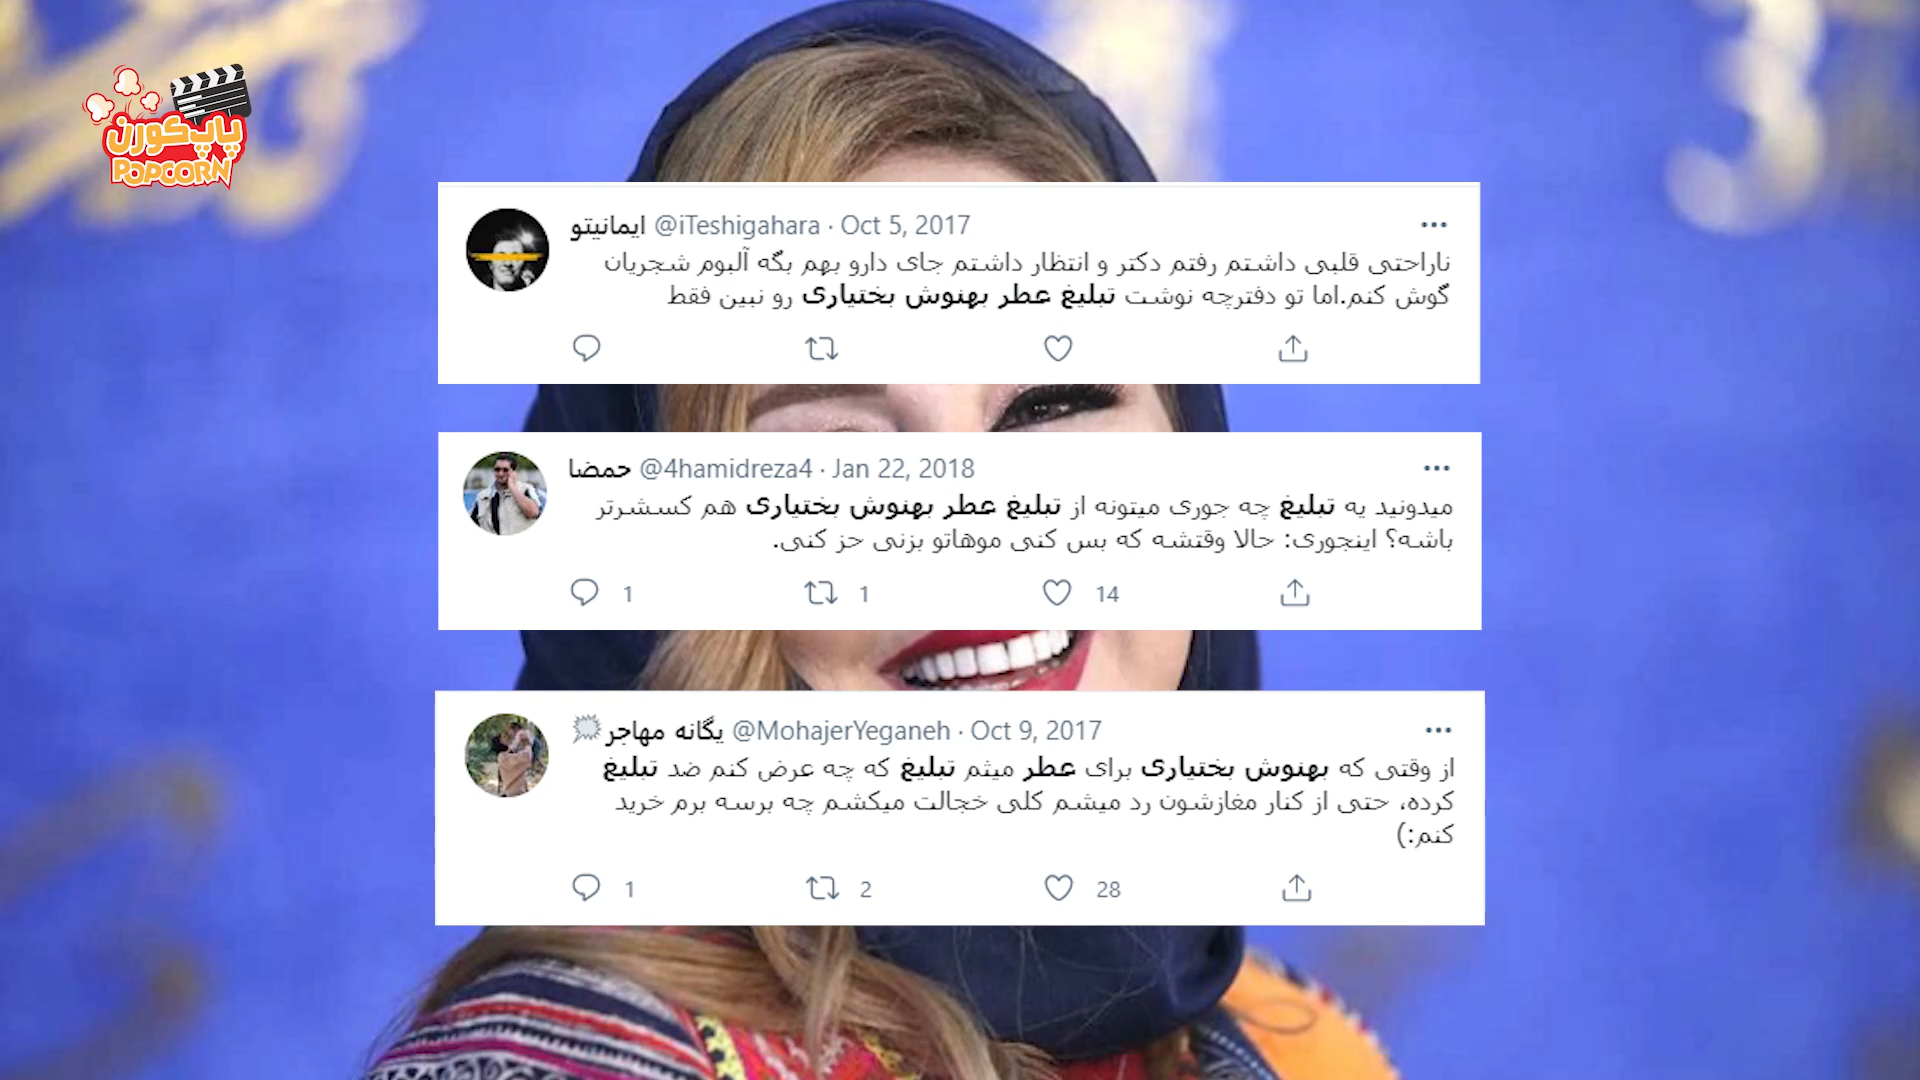 پاپ‌کورن
POPCORN
ایمانیتو @iTeshigahara · Oct 5, 2017
ناراحتی قلبی داشتم رفتم دکتر و انتظار داشتم جای دارو بهم بگه آلبوم شجریان
گوش کنم.اما تو دفترچه نوشت تبلیغ عطر بهنوش بختیاری رو نبین فقط
حمضا @4hamidreza4 · Jan 22, 2018
میدونید یه تبلیغ چه جوری میتونه از تبلیغ عطر بهنوش بختیاری هم کسشرتر
باشه؟ اینجوری: حالا وقتشه که بس کنی موهاتو بزنی حز کنی.
1 1 14
یگانه مهاجر @MohajerYeganeh · Oct 9, 2017
از وقتی که بهنوش بختیاری برای عطر میثم تبلیغ که چه عرض کنم ضد تبلیغ
کرده، حتی از کنار مغازشون رد میشم کلی خجالت میکشم چه برسه برم خرید
کنم:)
1 2 28